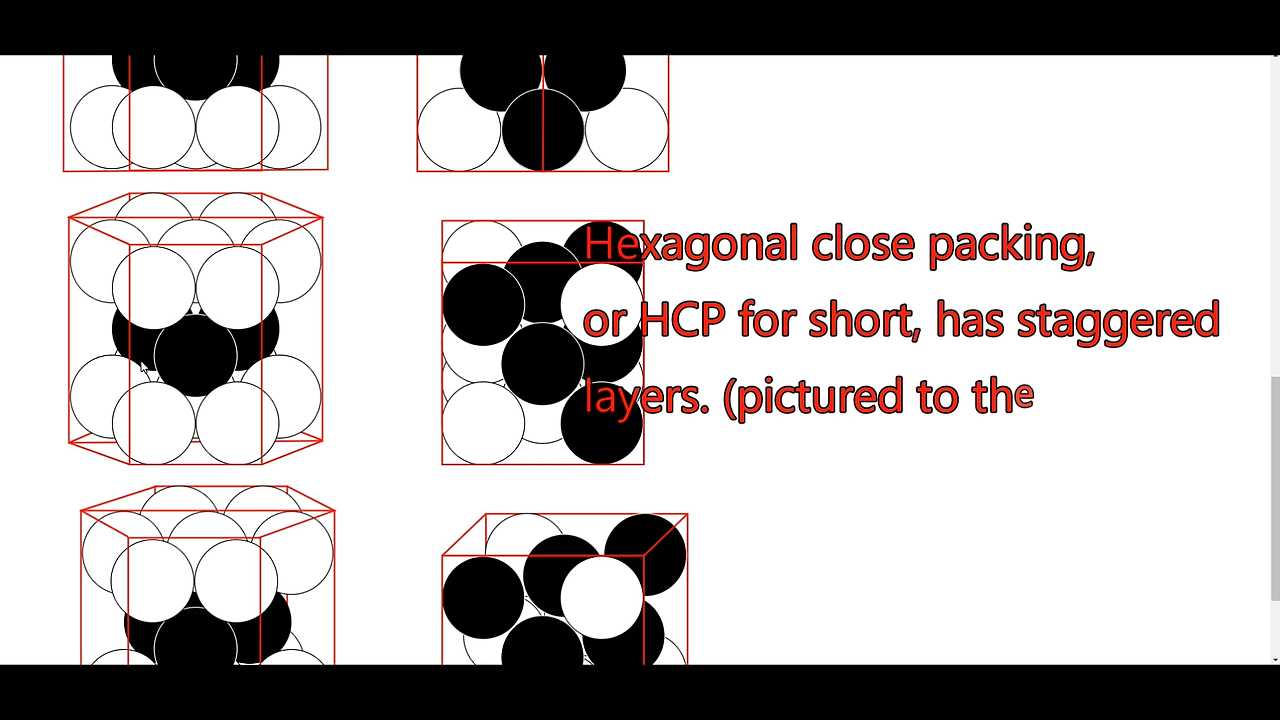 Hexagonal close packing,
or HCP for short, has staggered
layers. (pictured to the